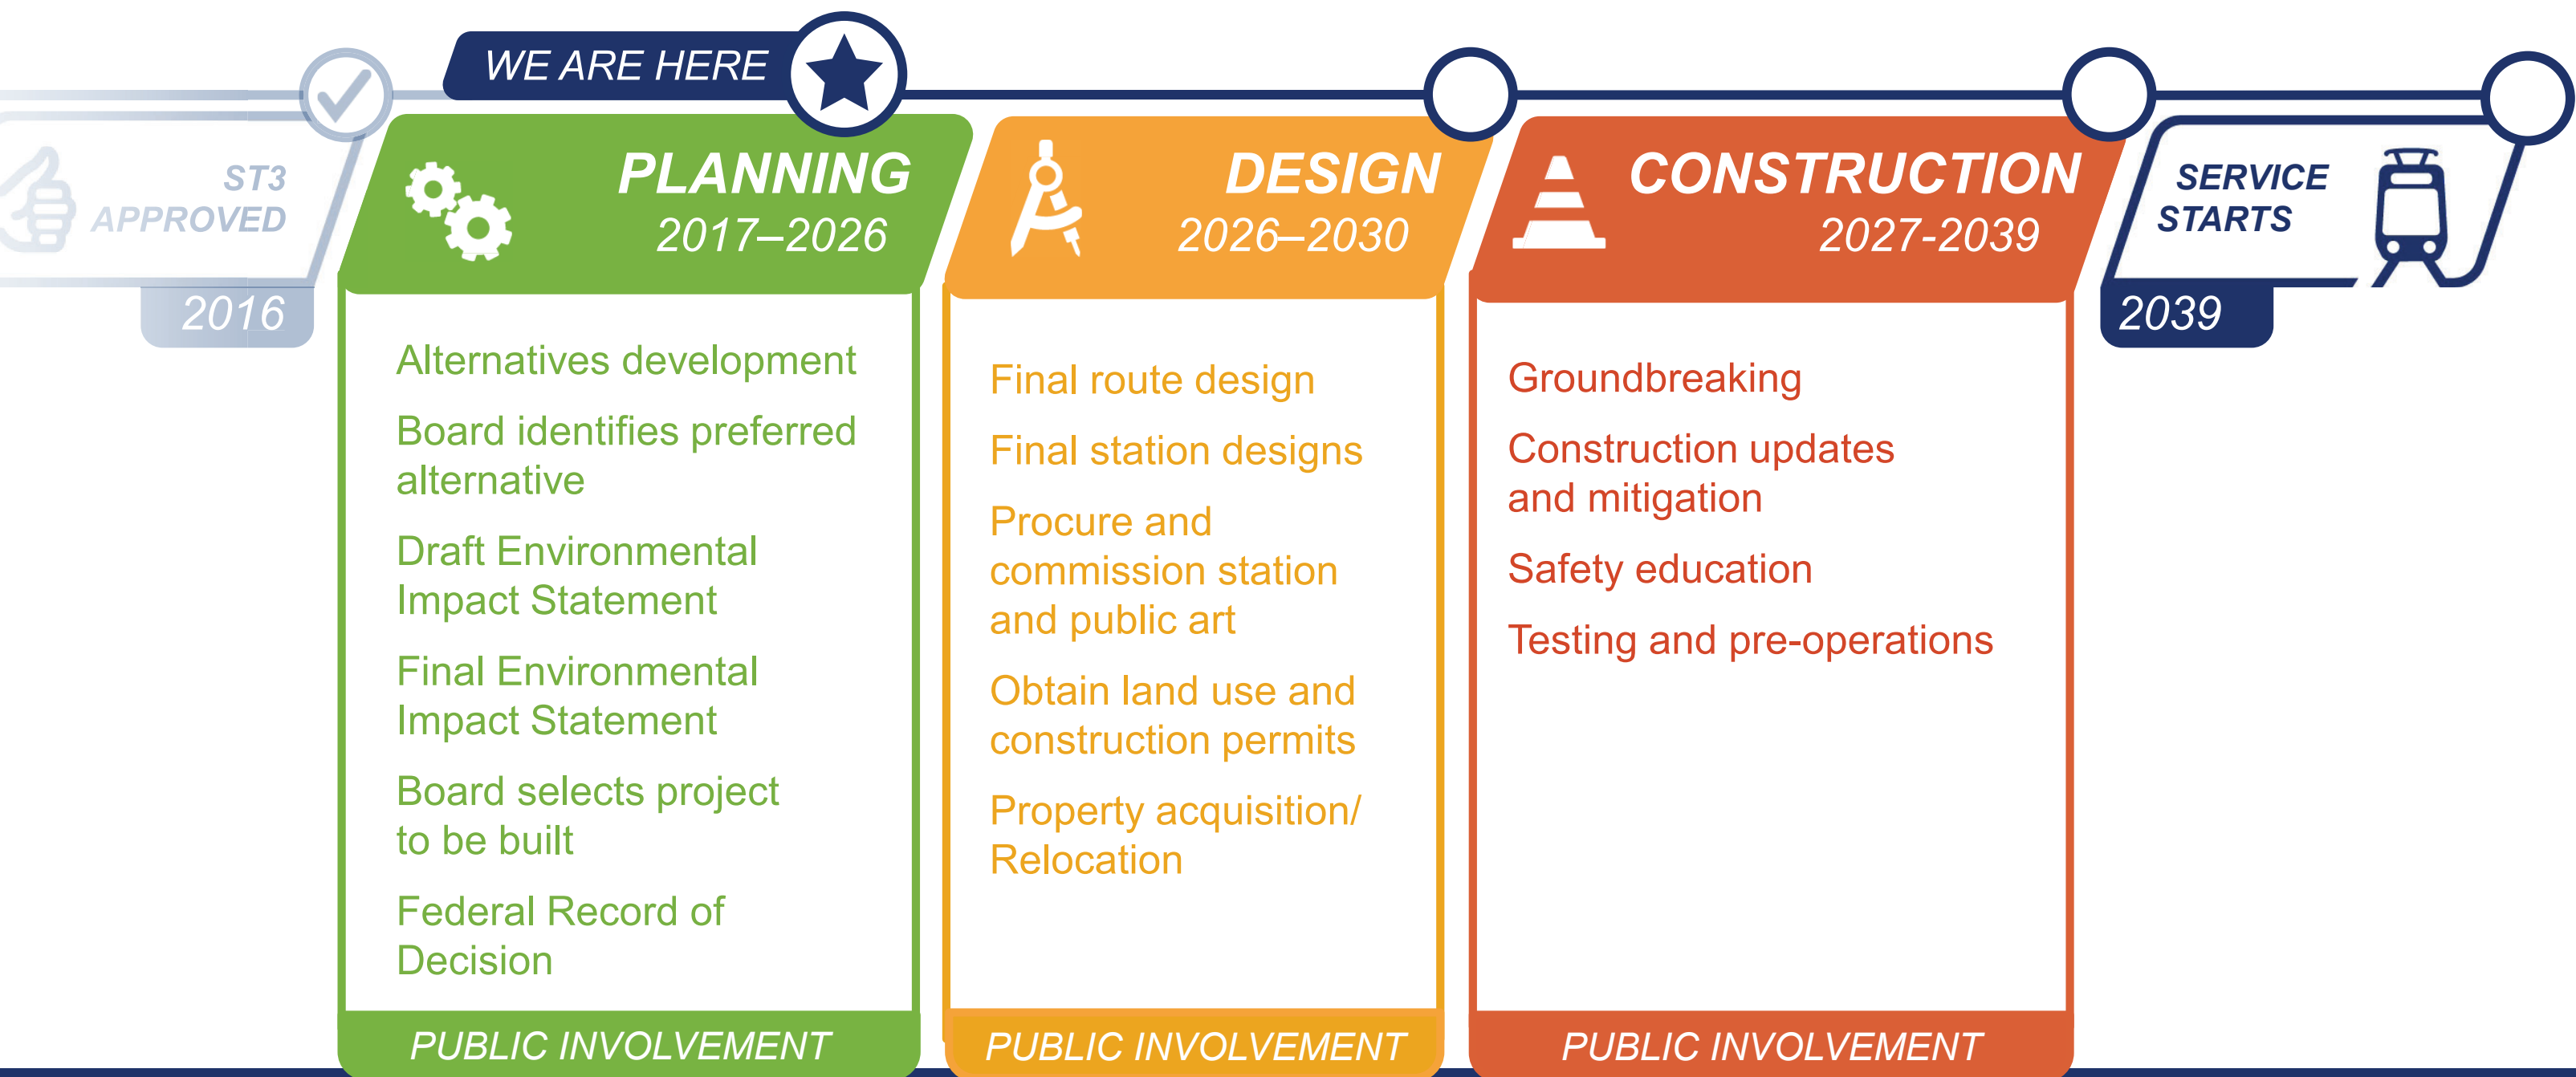 WE ARE HERE
ST3
APPROVED
2016
PLANNING
2017–2026
Alternatives development
Board identifies preferred
alternative
Draft Environmental
Impact Statement
Final Environmental
Impact Statement
Board selects project
to be built
Federal Record of
Decision
PUBLIC INVOLVEMENT
DESIGN
2026–2030
Final route design
Final station designs
Procure and
commission station
and public art
Obtain land use and
construction permits
Property acquisition/
Relocation
PUBLIC INVOLVEMENT
CONSTRUCTION
2027-2039
Groundbreaking
Construction updates
and mitigation
Safety education
Testing and pre-operations
PUBLIC INVOLVEMENT
SERVICE
STARTS
2039